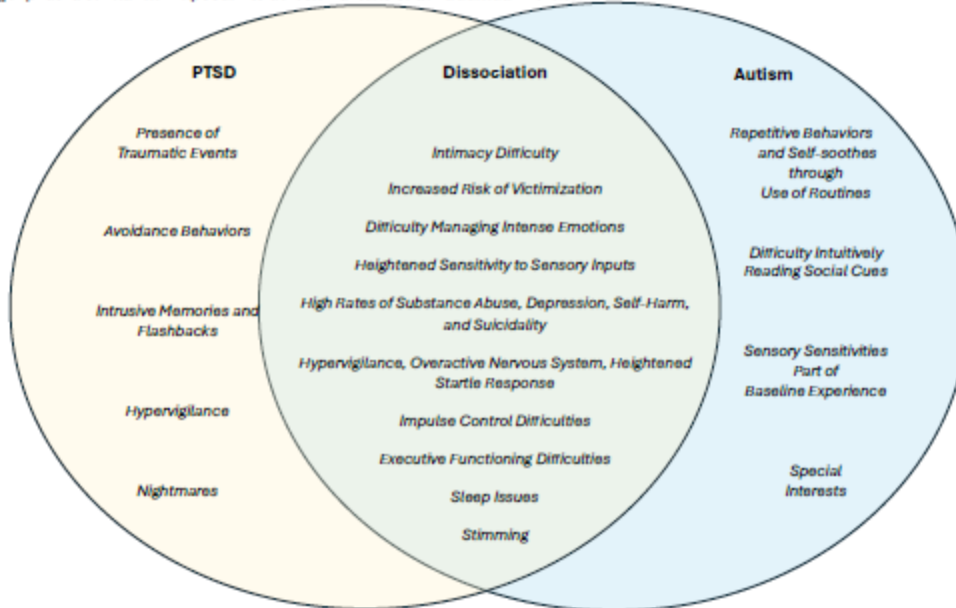 PTSD
Presence of
Traumatic Events
Avoidance Behaviors
Intrusive Memories and
Flashbacks
Hypervigilance
Nightmares
Dissociation
Intimacy Difficulty
Increased Risk of Victimization
Difficulty Managing Intense Emotions
Heightened Sensitivity to Sensory Inputs
High Rates of Substance Abuse, Depression, Self-Harm,
and Suicidality
Hypervigilance, Overactive Nervous System, Heightened
Startle Response
Impulse Control Difficulties
Executive Functioning Difficulties
Sleep Issues
Stimming
Autism
Repetitive Behaviors
and Self-soothes
through
Use of Routines
Difficulty Intuitively
Reading Social Cues
Sensory Sensitivities
Part of
Baseline Experience
Special
Interests